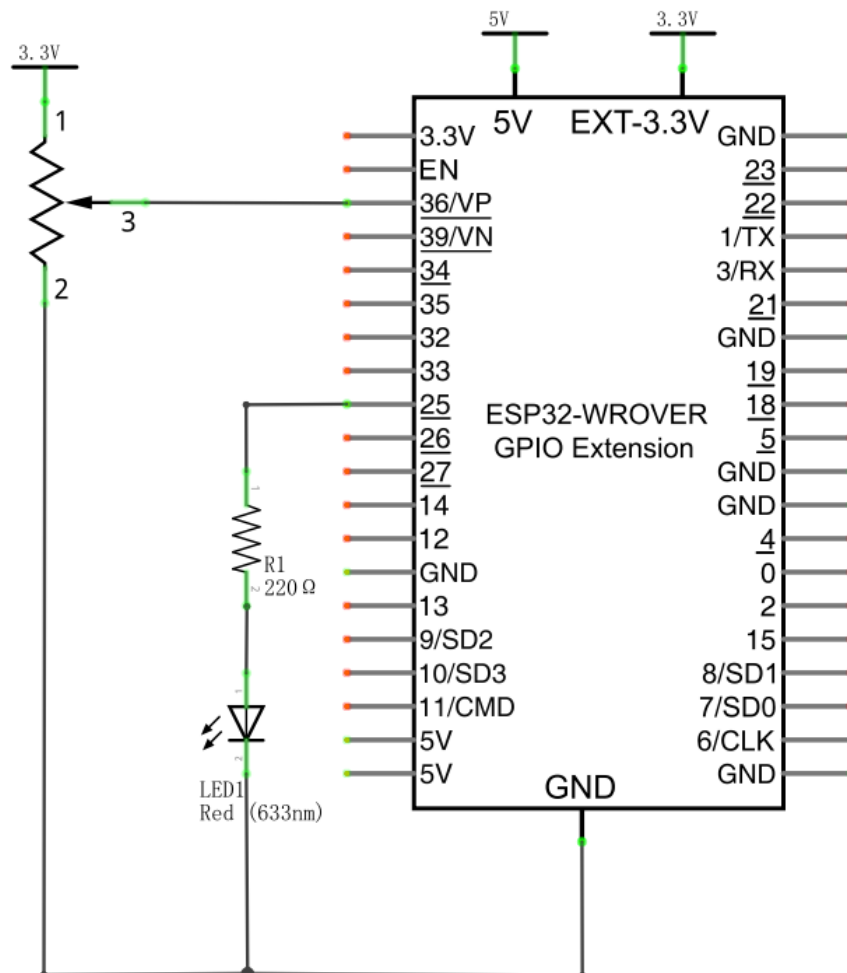 5V
3.3V
3.3V
1
3
2
5V
EXT-3.3V
3.3V
EN
36/VP
39/VN
34
35
32
33
25
26
27
14
12
GND
13
9/SD2
10/SD3
11/CMD
5V
5V
ESP32-WROVER
GPIO Extension
GND
23
22
1/TX
3/RX
21
GND
19
18
5
GND
GND
4
0
2
15
8/SD1
7/SD0
6/CLK
GND
GND
1
R1
220Ω
2
1
2
LED1
Red (633nm)